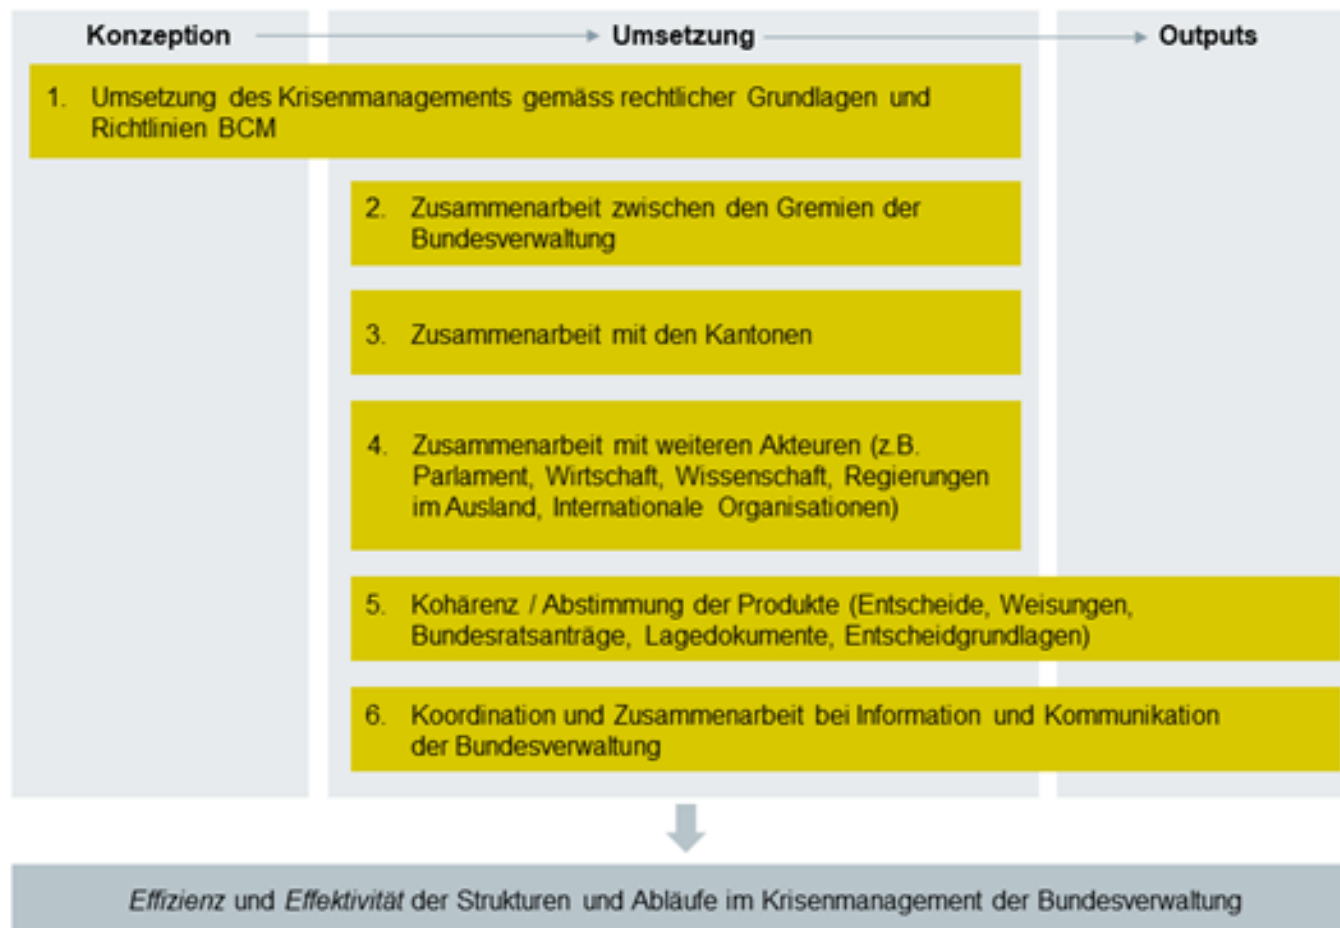 Konzeption Umsetzung Outputs
1. Umsetzung des Krisenmanagements gemäss rechtlicher Grundlagen und
Richtlinien BCM
2. Zusammenarbeit zwischen den Gremien der
Bundesverwaltung
3. Zusammenarbeit mit den Kantonen
4. Zusammenarbeit mit weiteren Akteuren (z.B.
Parlament, Wirtschaft, Wissenschaft, Regierungen
im Ausland, Internationale Organisationen)
5. Kohärenz / Abstimmung der Produkte (Entscheide, Weisungen,
Bundesratsanträge, Lagedokumente, Entscheidgrundlagen)
6. Koordination und Zusammenarbeit bei Information und Kommunikation
der Bundesverwaltung
Effizienz und Effektivität der Strukturen und Abläufe im Krisenmanagement der Bundesverwaltung